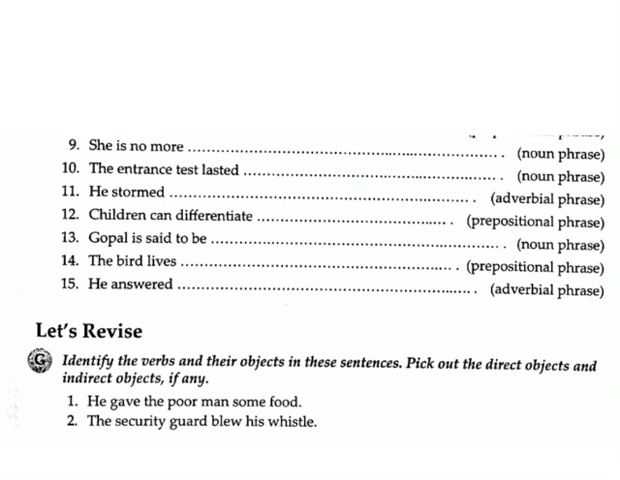 9. She is no more .......................................................................... . (noun phrase)
10. The entrance test lasted ............................................................. . (noun phrase)
11. He stormed ....................................................................... . (adverbial phrase)
12. Children can differentiate .............................................. . (prepositional phrase)
13. Gopal is said to be ..................................................................... . (noun phrase)
14. The bird lives ................................................................. . (prepositional phrase)
15. He answered ..................................................................... . (adverbial phrase)
Let's Revise
G Identify the verbs and their objects in these sentences. Pick out the direct objects and
indirect objects, if any.
1. He gave the poor man some food.
2. The security guard blew his whistle.